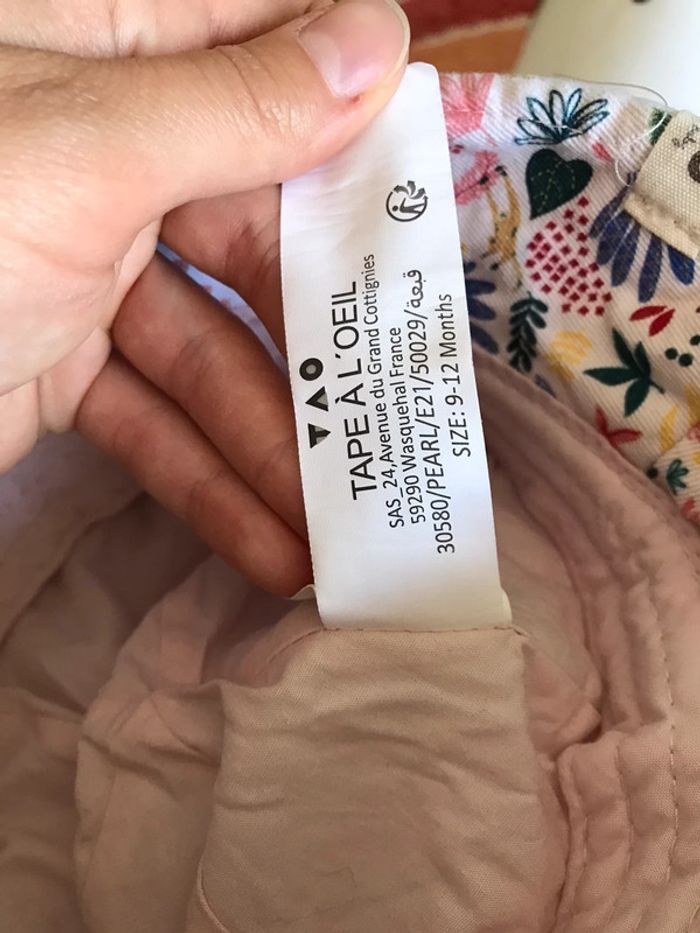 TAPE À L'OEIL
SAS_24,Avenue du Grand Cottignies
59290 Wasquehal France
30580/PEARL/E21/50029/قبعة
SIZE: 9-12 Months